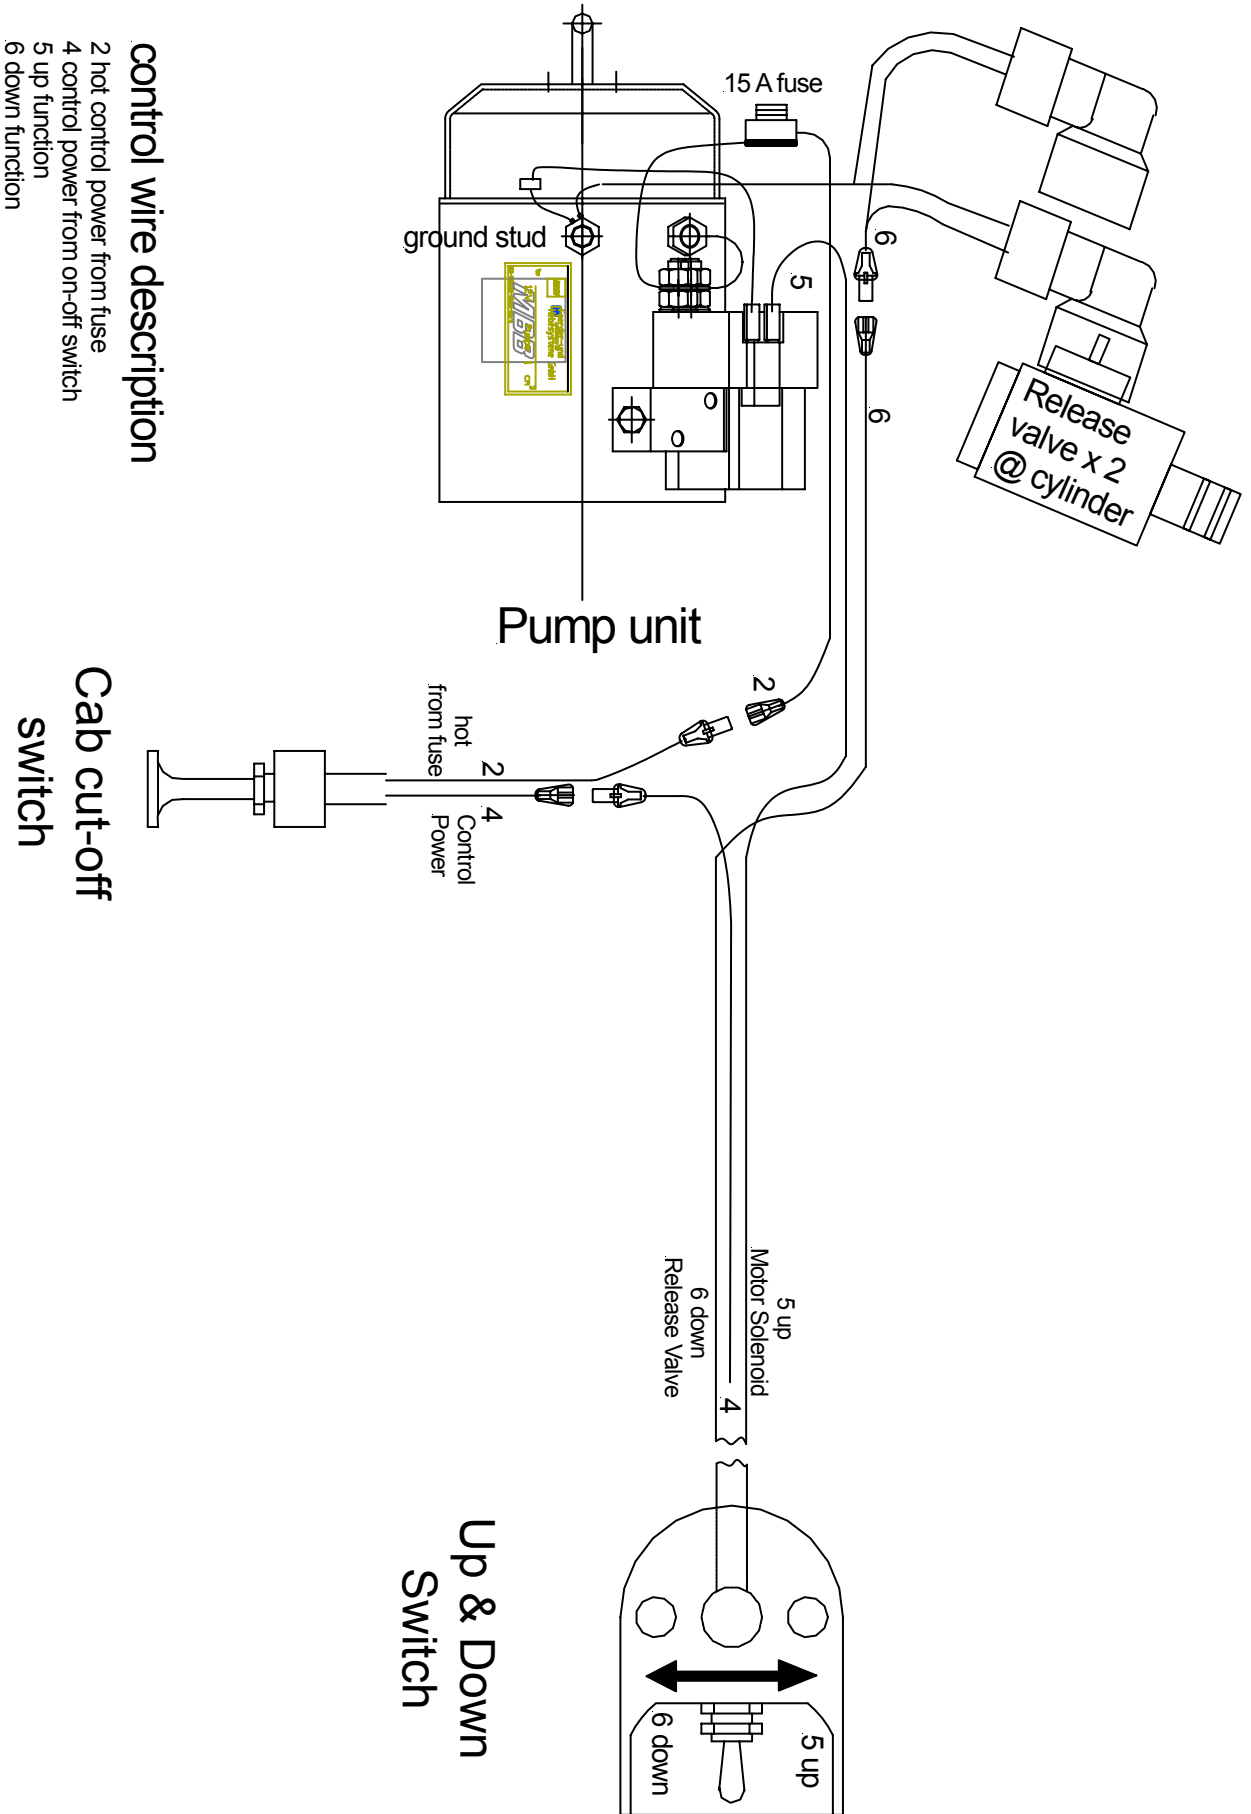 15 A fuse
ground stud
5
6
6
Release
valve x 2
@ cylinder
MBB
Pump unit
control wire description
2 hot control power from fuse
4 control power from on-off switch
5 up function
6 down function
2
hot
from fuse
2
4
Control
Power
Cab cut-off
switch
5 up
Motor Solenoid
6 down
Release Valve
4
Up & Down
Switch
5 up
6 down